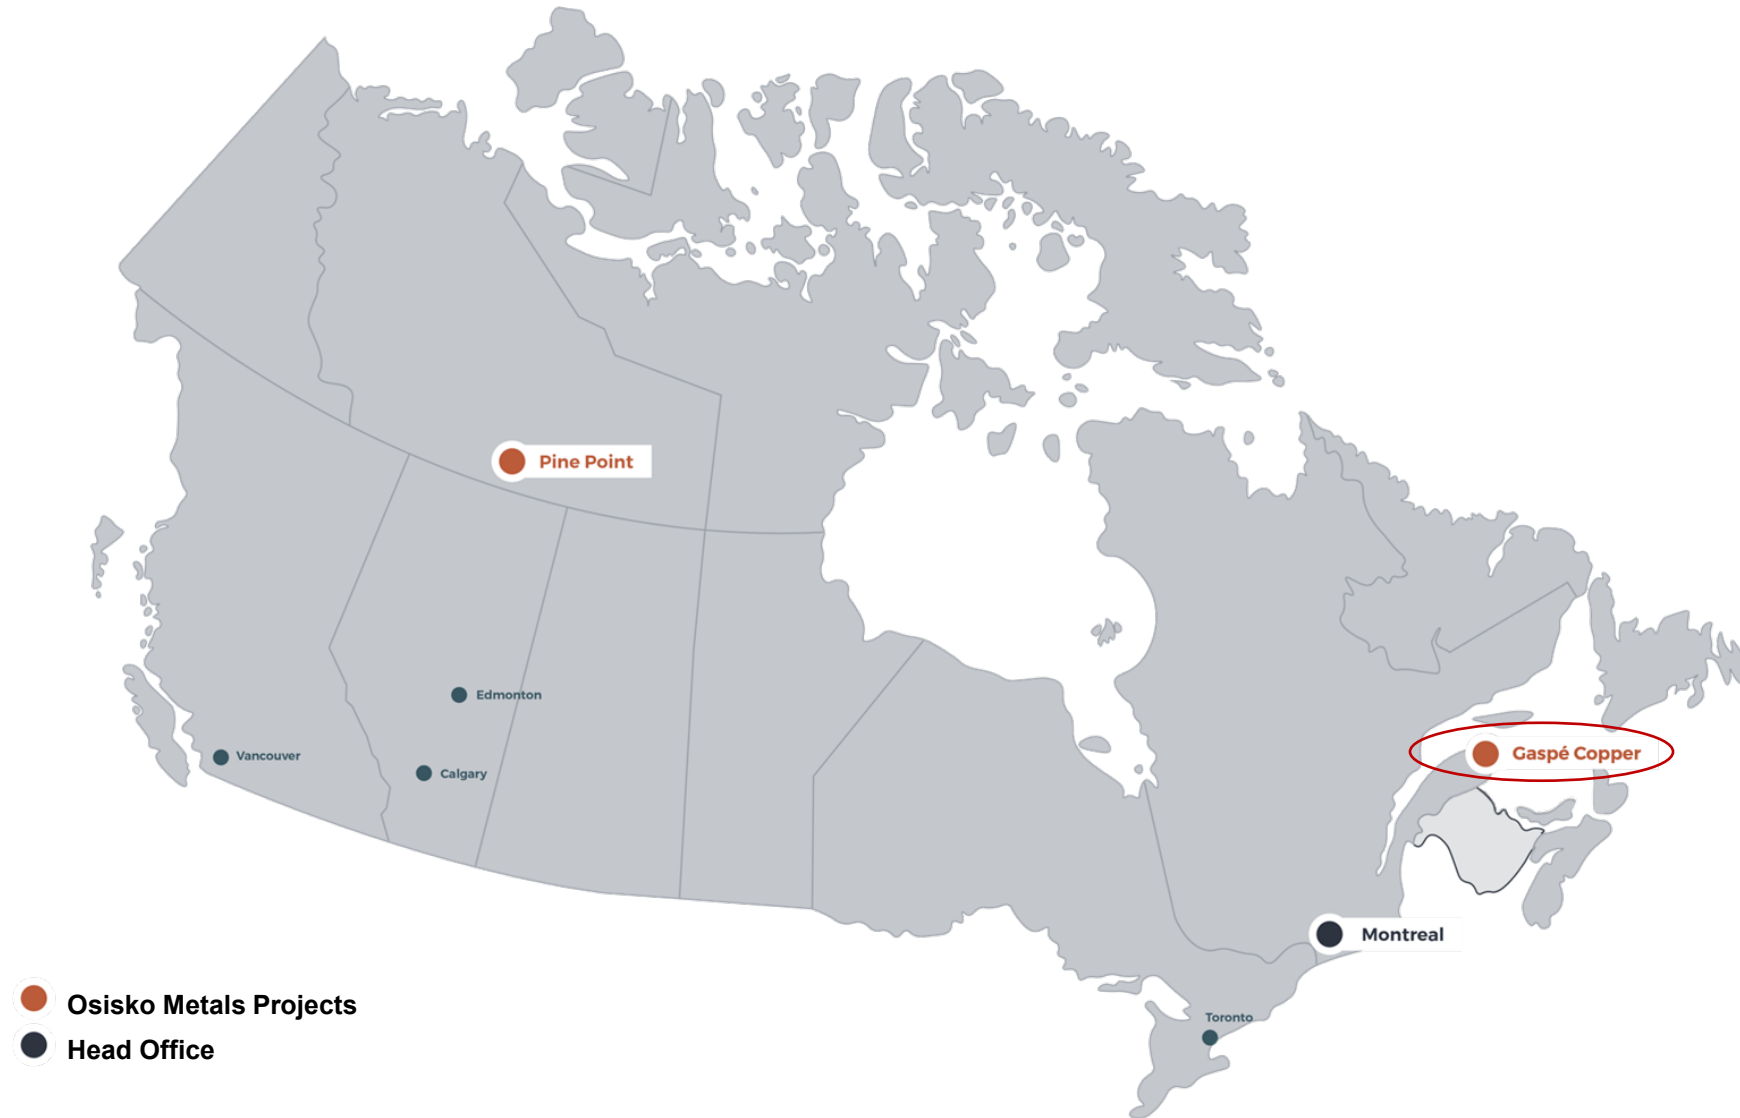 Pine Point
Edmonton
Vancouver
Calgary
Gaspé Copper
Montreal
Toronto
Osisko Metals Projects
Head Office